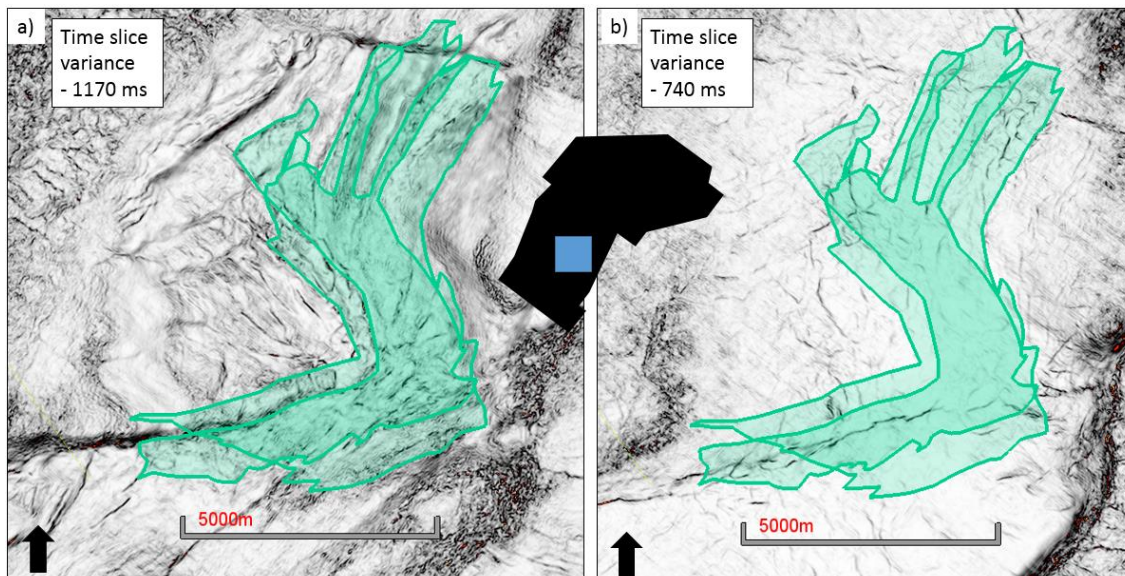 a)
Time slice
variance
- 1170 ms
5000m
b)
Time slice
variance
- 740 ms
5000m